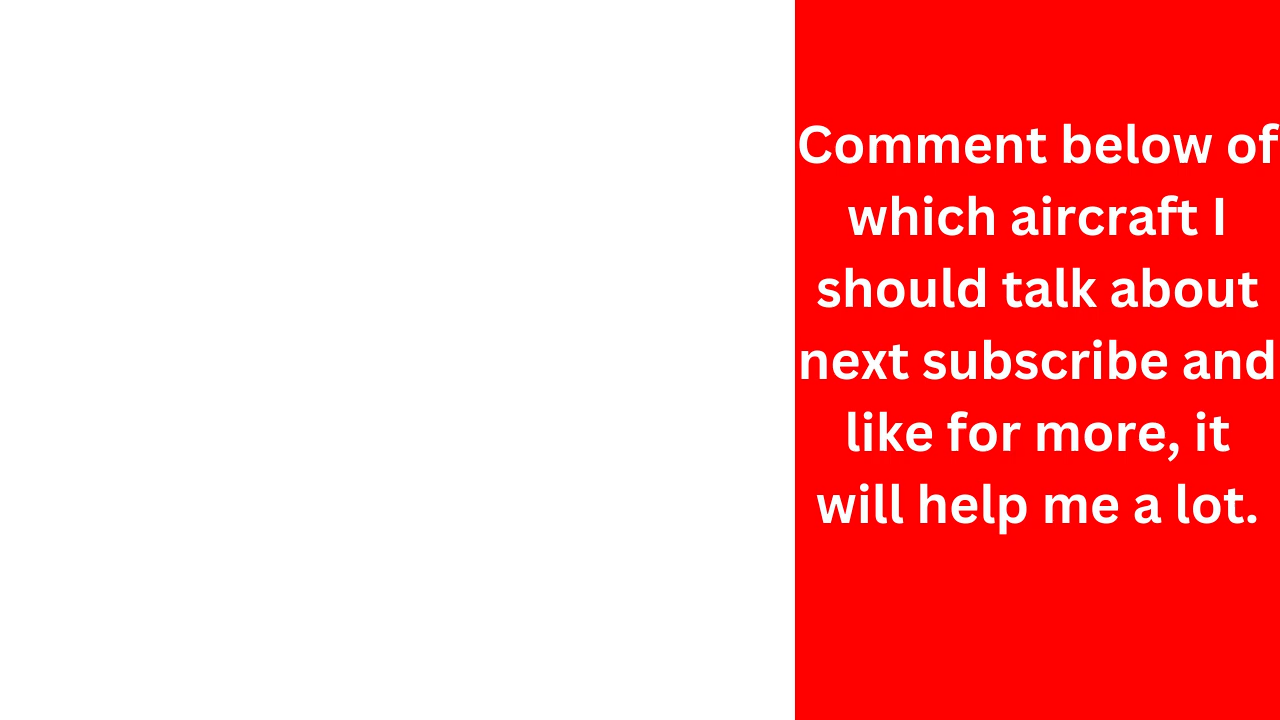 Comment below of
which aircraft I
should talk about
next subscribe and
like for more, it
will help me a lot.